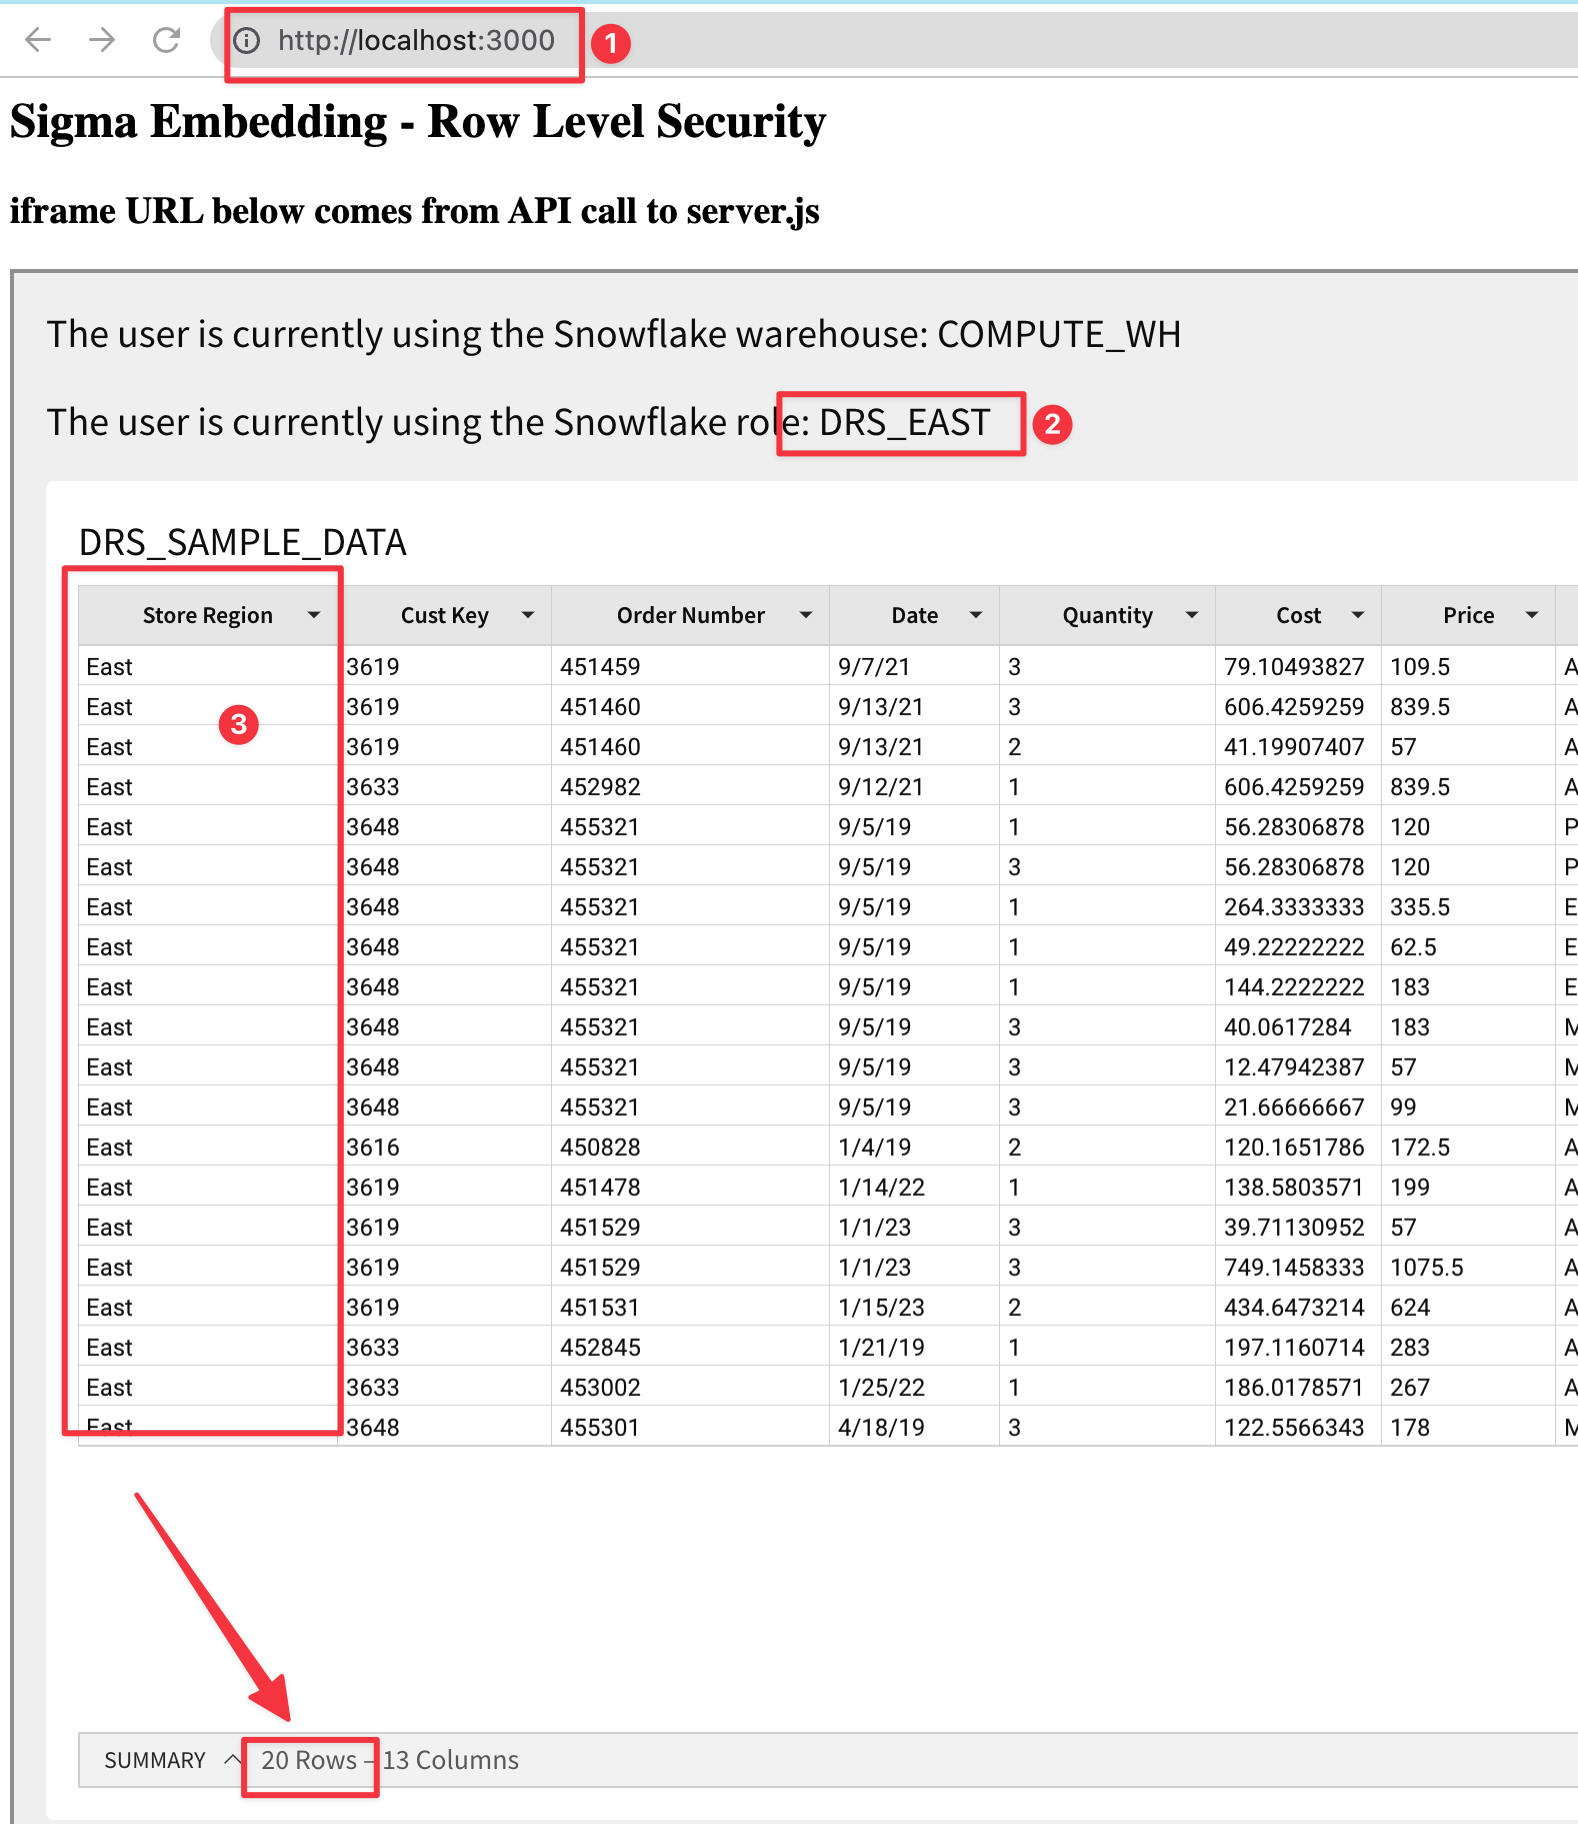 http://localhost:3000 1
Sigma Embedding - Row Level Security
iframe URL below comes from API call to server.js
The user is currently using the Snowflake warehouse: COMPUTE_WH
The user is currently using the Snowflake role: DRS_EAST 2
DRS_SAMPLE_DATA
Store Region Cust Key Order Number Date Quantity Cost Price
East 3619 451459 9/7/21 3 79.10493827 109.5 A
East 3619 451460 9/13/21 3 606.4259259 839.5 A
3
East 3619 451460 9/13/21 2 41.19907407 57 A
East 3633 452982 9/12/21 1 606.4259259 839.5 A
East 3648 455321 9/5/19 1 56.28306878 120 P
East 3648 455321 9/5/19 3 56.28306878 120 P
East 3648 455321 9/5/19 1 264.3333333 335.5 E
East 3648 455321 9/5/19 1 49.22222222 62.5 E
East 3648 455321 9/5/19 1 144.2222222 183 E
East 3648 455321 9/5/19 3 40.0617284 183 M
East 3648 455321 9/5/19 3 12.47942387 57 M
East 3648 455321 9/5/19 3 21.66666667 99 M
East 3616 450828 1/4/19 2 120.1651786 172.5 A
East 3619 451478 1/14/22 1 138.5803571 199 A
East 3619 451529 1/1/23 3 39.71130952 57 A
East 3619 451529 1/1/23 3 749.1458333 1075.5 A
East 3619 451531 1/15/23 2 434.6473214 624 A
East 3633 452845 1/21/19 1 197.1160714 283 A
East 3633 453002 1/25/22 1 186.0178571 267 A
East 3648 455301 4/18/19 3 122.5566343 178 M
SUMMARY 20 Rows – 13 Columns